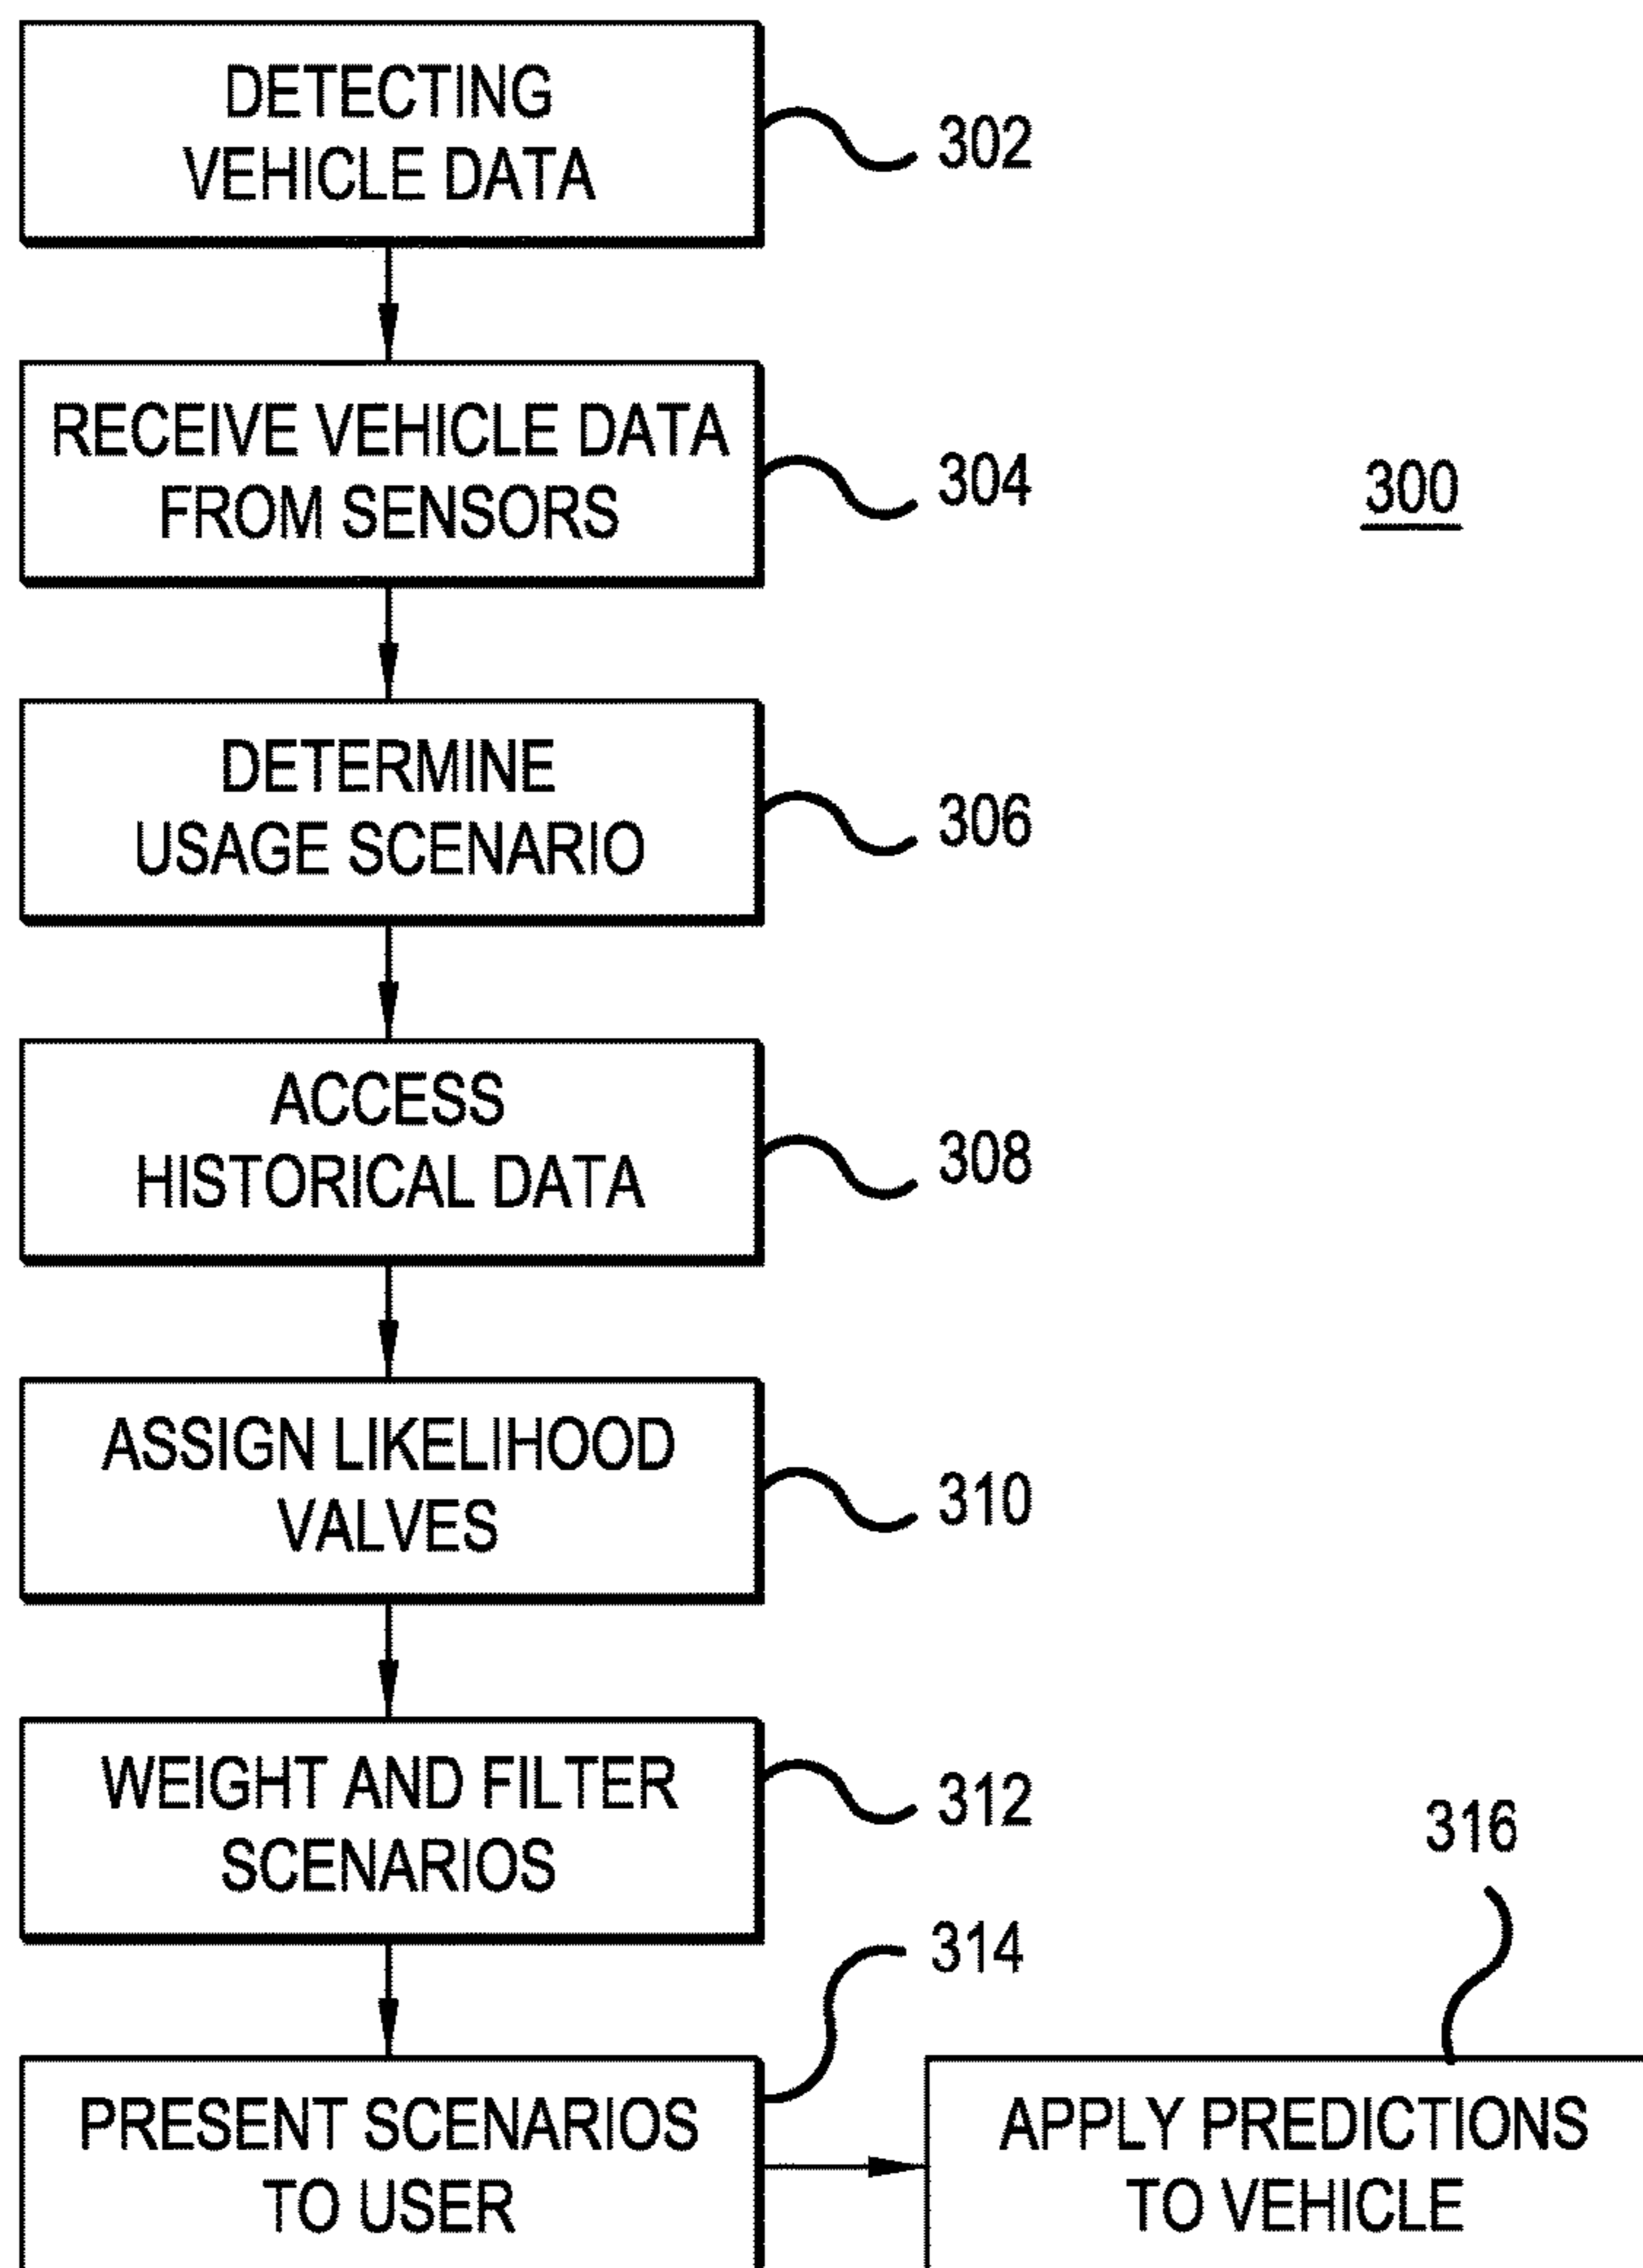 DETECTING
VEHICLE DATA
302
RECEIVE VEHICLE DATA
FROM SENSORS
304
300
DETERMINE
USAGE SCENARIO
306
ACCESS
HISTORICAL DATA
308
ASSIGN LIKELIHOOD
VALVES
310
WEIGHT AND FILTER
SCENARIOS
312
314
316
PRESENT SCENARIOS
TO USER
APPLY PREDICTIONS
TO VEHICLE